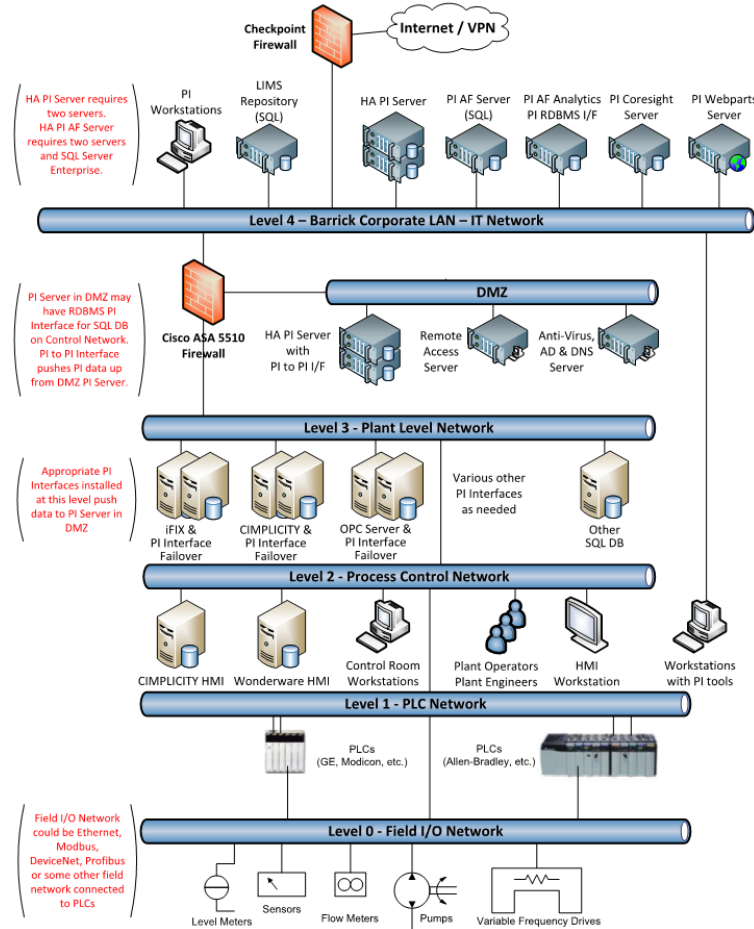 Checkpoint
Firewall
Internet / VPN
HA PI Server requires
two servers.
HA PI AF Server
requires two servers
and SQL Server
Enterprise.
PI
Workstations
LIMS
Repository
(SQL)
HA PI Server
PI AF Server
(SQL)
PI AF Analytics
PI RDBMS I/F
PI Coresight
Server
PI Webparts
Server
Level 4 – Barrick Corporate LAN – IT Network
PI Server in DMZ may
have RDBMS PI
Interface for SQL DB
on Control Network.
PI to PI Interface
pushes PI data up
from DMZ PI Server.
Cisco ASA 5510
Firewall
DMZ
HA PI Server
with
PI to PI I/F
Remote
Access
Server
Anti-Virus,
AD & DNS
Server
Level 3 - Plant Level Network
Appropriate PI
Interfaces installed
at this level push
data to PI Server in
DMZ
iFIX &
PI Interface
Failover
CIMPLICITY &
PI Interface
Failover
OPC Server &
PI Interface
Failover
Various other
PI Interfaces
as needed
Other
SQL DB
Level 2 - Process Control Network
CIMPLICITY HMI
Wonderware HMI
Control Room
Workstations
Plant Operators
Plant Engineers
HMI
Workstation
Workstations
with PI tools
Level 1 - PLC Network
PLCs
(GE, Modicon, etc.)
PLCs
(Allen-Bradley, etc.)
Field I/O Network
could be Ethernet,
Modbus,
DeviceNet, Profibus
or some other field
network connected
to PLCs
Level 0 - Field I/O Network
Level Meters
Sensors
Flow Meters
Pumps
Variable Frequency Drives